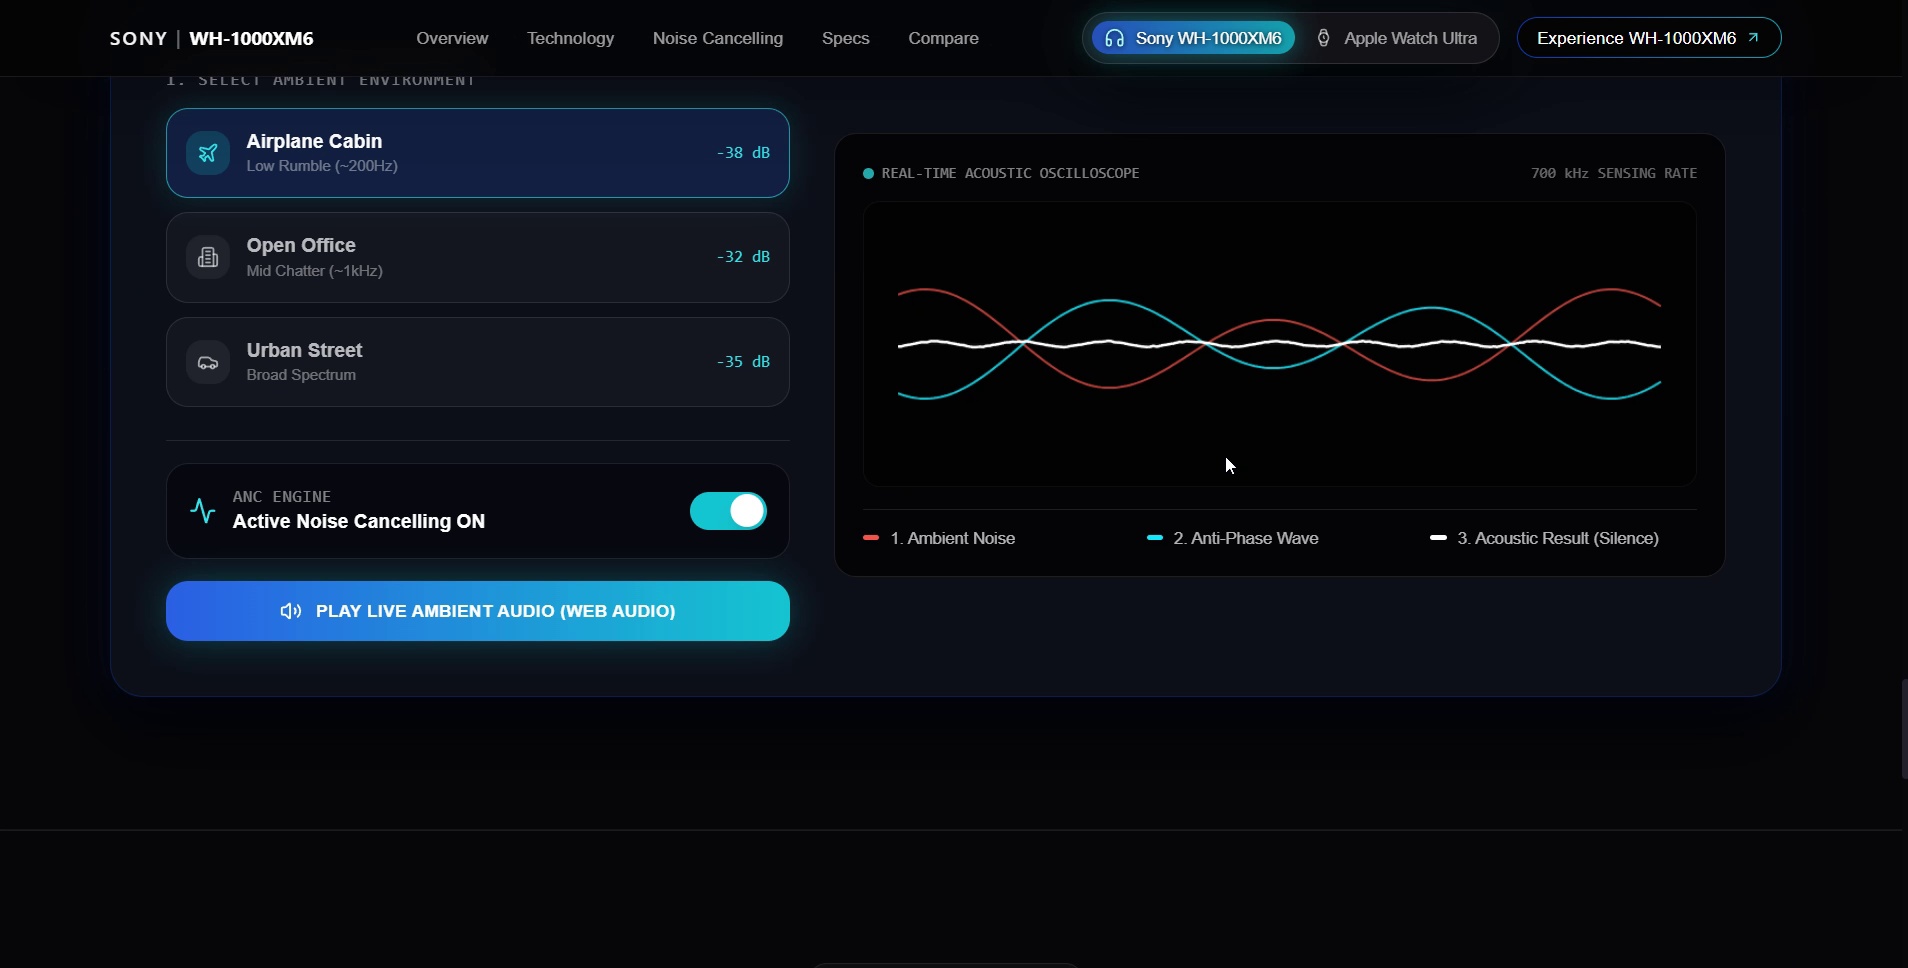 SONY | WH-1000XM6
Overview
Technology
Noise Cancelling
Specs
Compare
Sony WH-1000XM6
Apple Watch Ultra
Experience WH-1000XM6
1. SELECT AMBIENT ENVIRONMENT
Airplane Cabin
Low Rumble (~200Hz)
-38 dB
Open Office
Mid Chatter (~1kHz)
-32 dB
Urban Street
Broad Spectrum
-35 dB
ANC ENGINE
Active Noise Cancelling ON
PLAY LIVE AMBIENT AUDIO (WEB AUDIO)
REAL-TIME ACOUSTIC OSCILLOSCOPE
700 kHz SENSING RATE
1. Ambient Noise
2. Anti-Phase Wave
3. Acoustic Result (Silence)